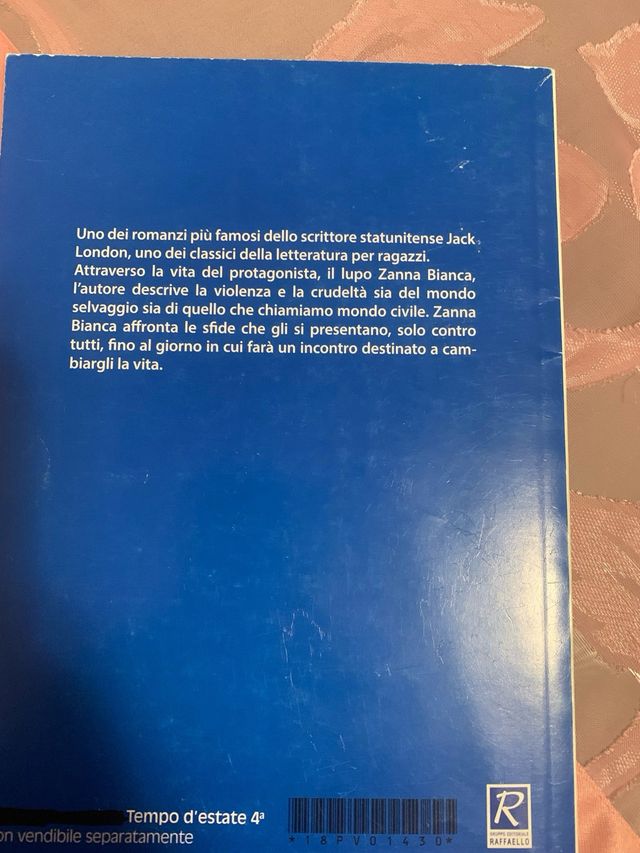 Uno dei romanzi più famosi dello scrittore statunitense Jack
London, uno dei classici della letteratura per ragazzi.
Attraverso la vita del protagonista, il lupo Zanna Bianca,
l'autore descrive la violenza e la crudeltà sia del mondo
selvaggio sia di quello che chiamiamo mondo civile. Zanna
Bianca affronta le sfide che gli si presentano, solo contro
tutti, fino al giorno in cui farà un incontro destinato a cam-
biargli la vita.
Tempo d'estate 4ª
on vendibile separatamente
*18PV01430*
R
GRUPPO EDITORIALE
RAFFAELLO